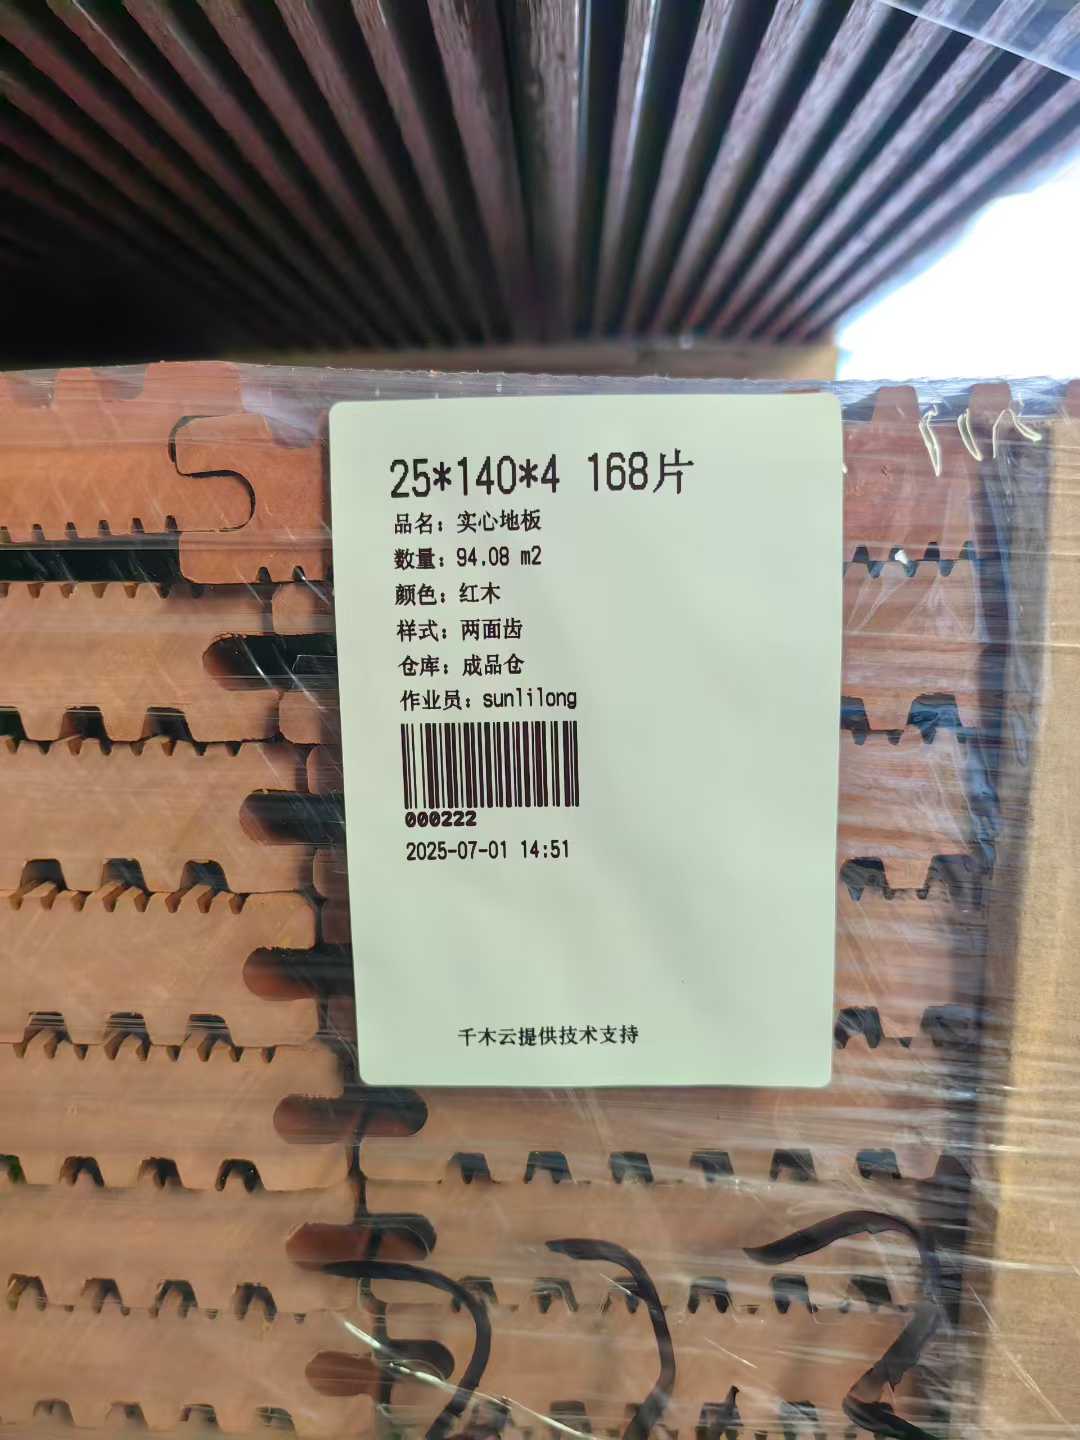 25*140*4 168片
品名：实心地板
数量：94.08 m2
颜色：红木
样式：两面齿
仓库：成品仓
作业员：sunlilong
000222
2025-07-01 14:51
千木云提供技术支持